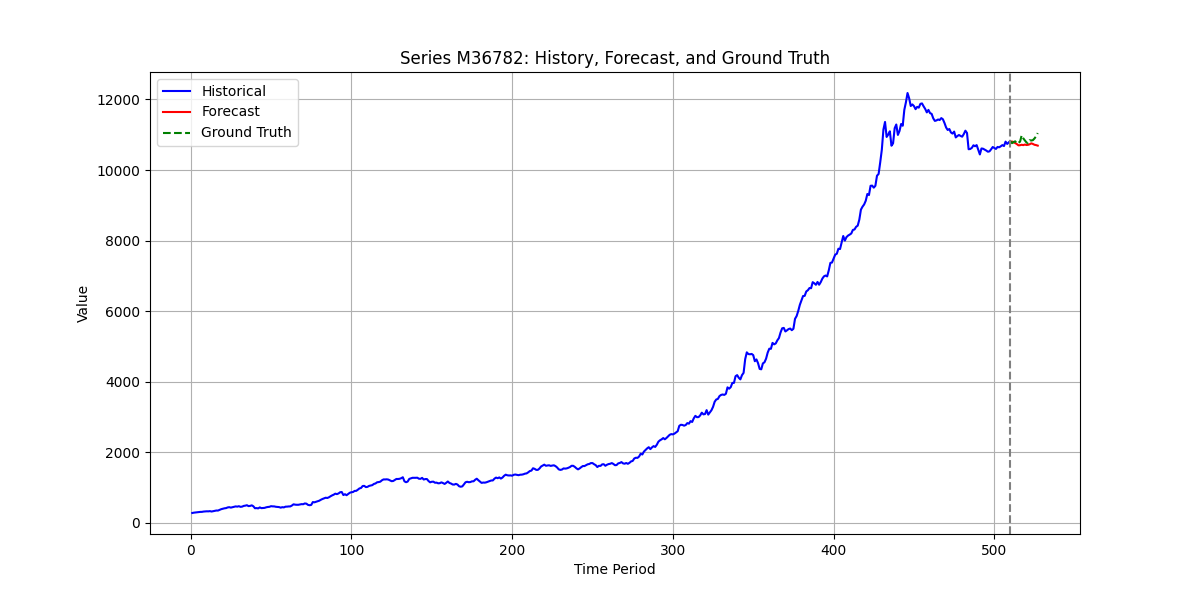 Series M36782: History, Forecast, and Ground Truth
Historical
Forecast
Ground Truth
Value
12000
10000
8000
6000
4000
2000
0
0 100 200 300 400 500
Time Period